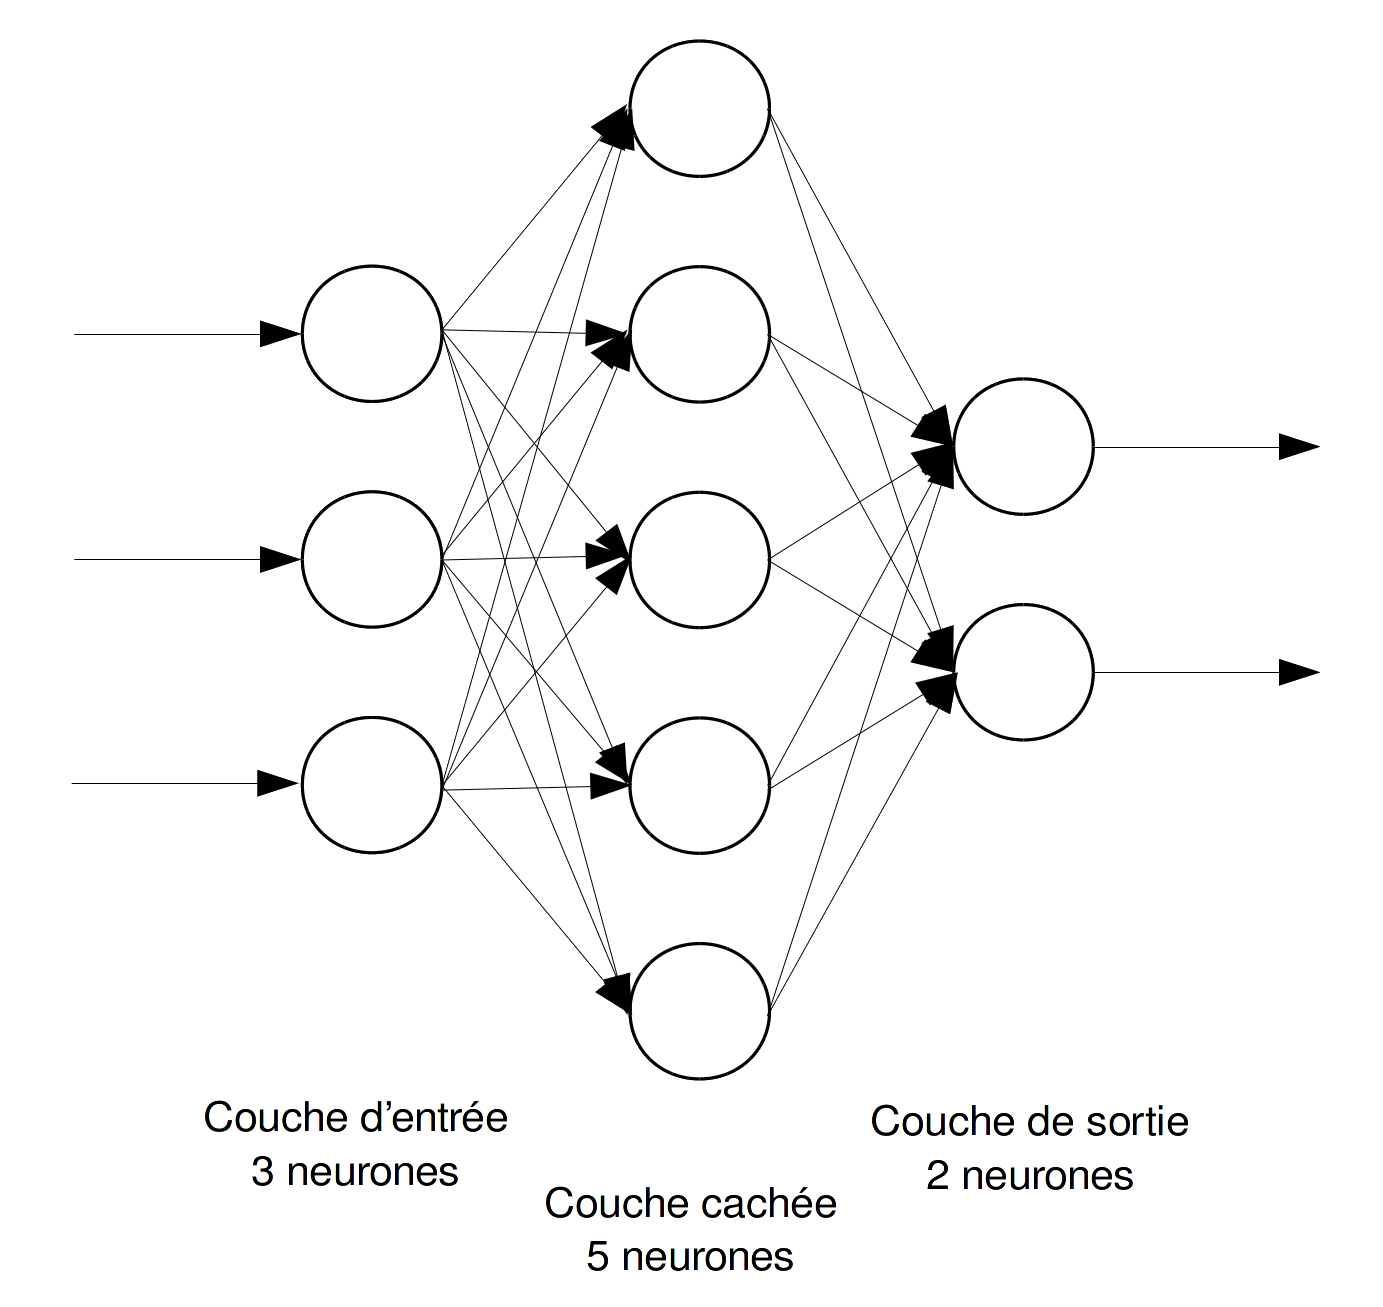 Couche d’entrée
3 neurones
Couche cachée
5 neurones
Couche de sortie
2 neurones